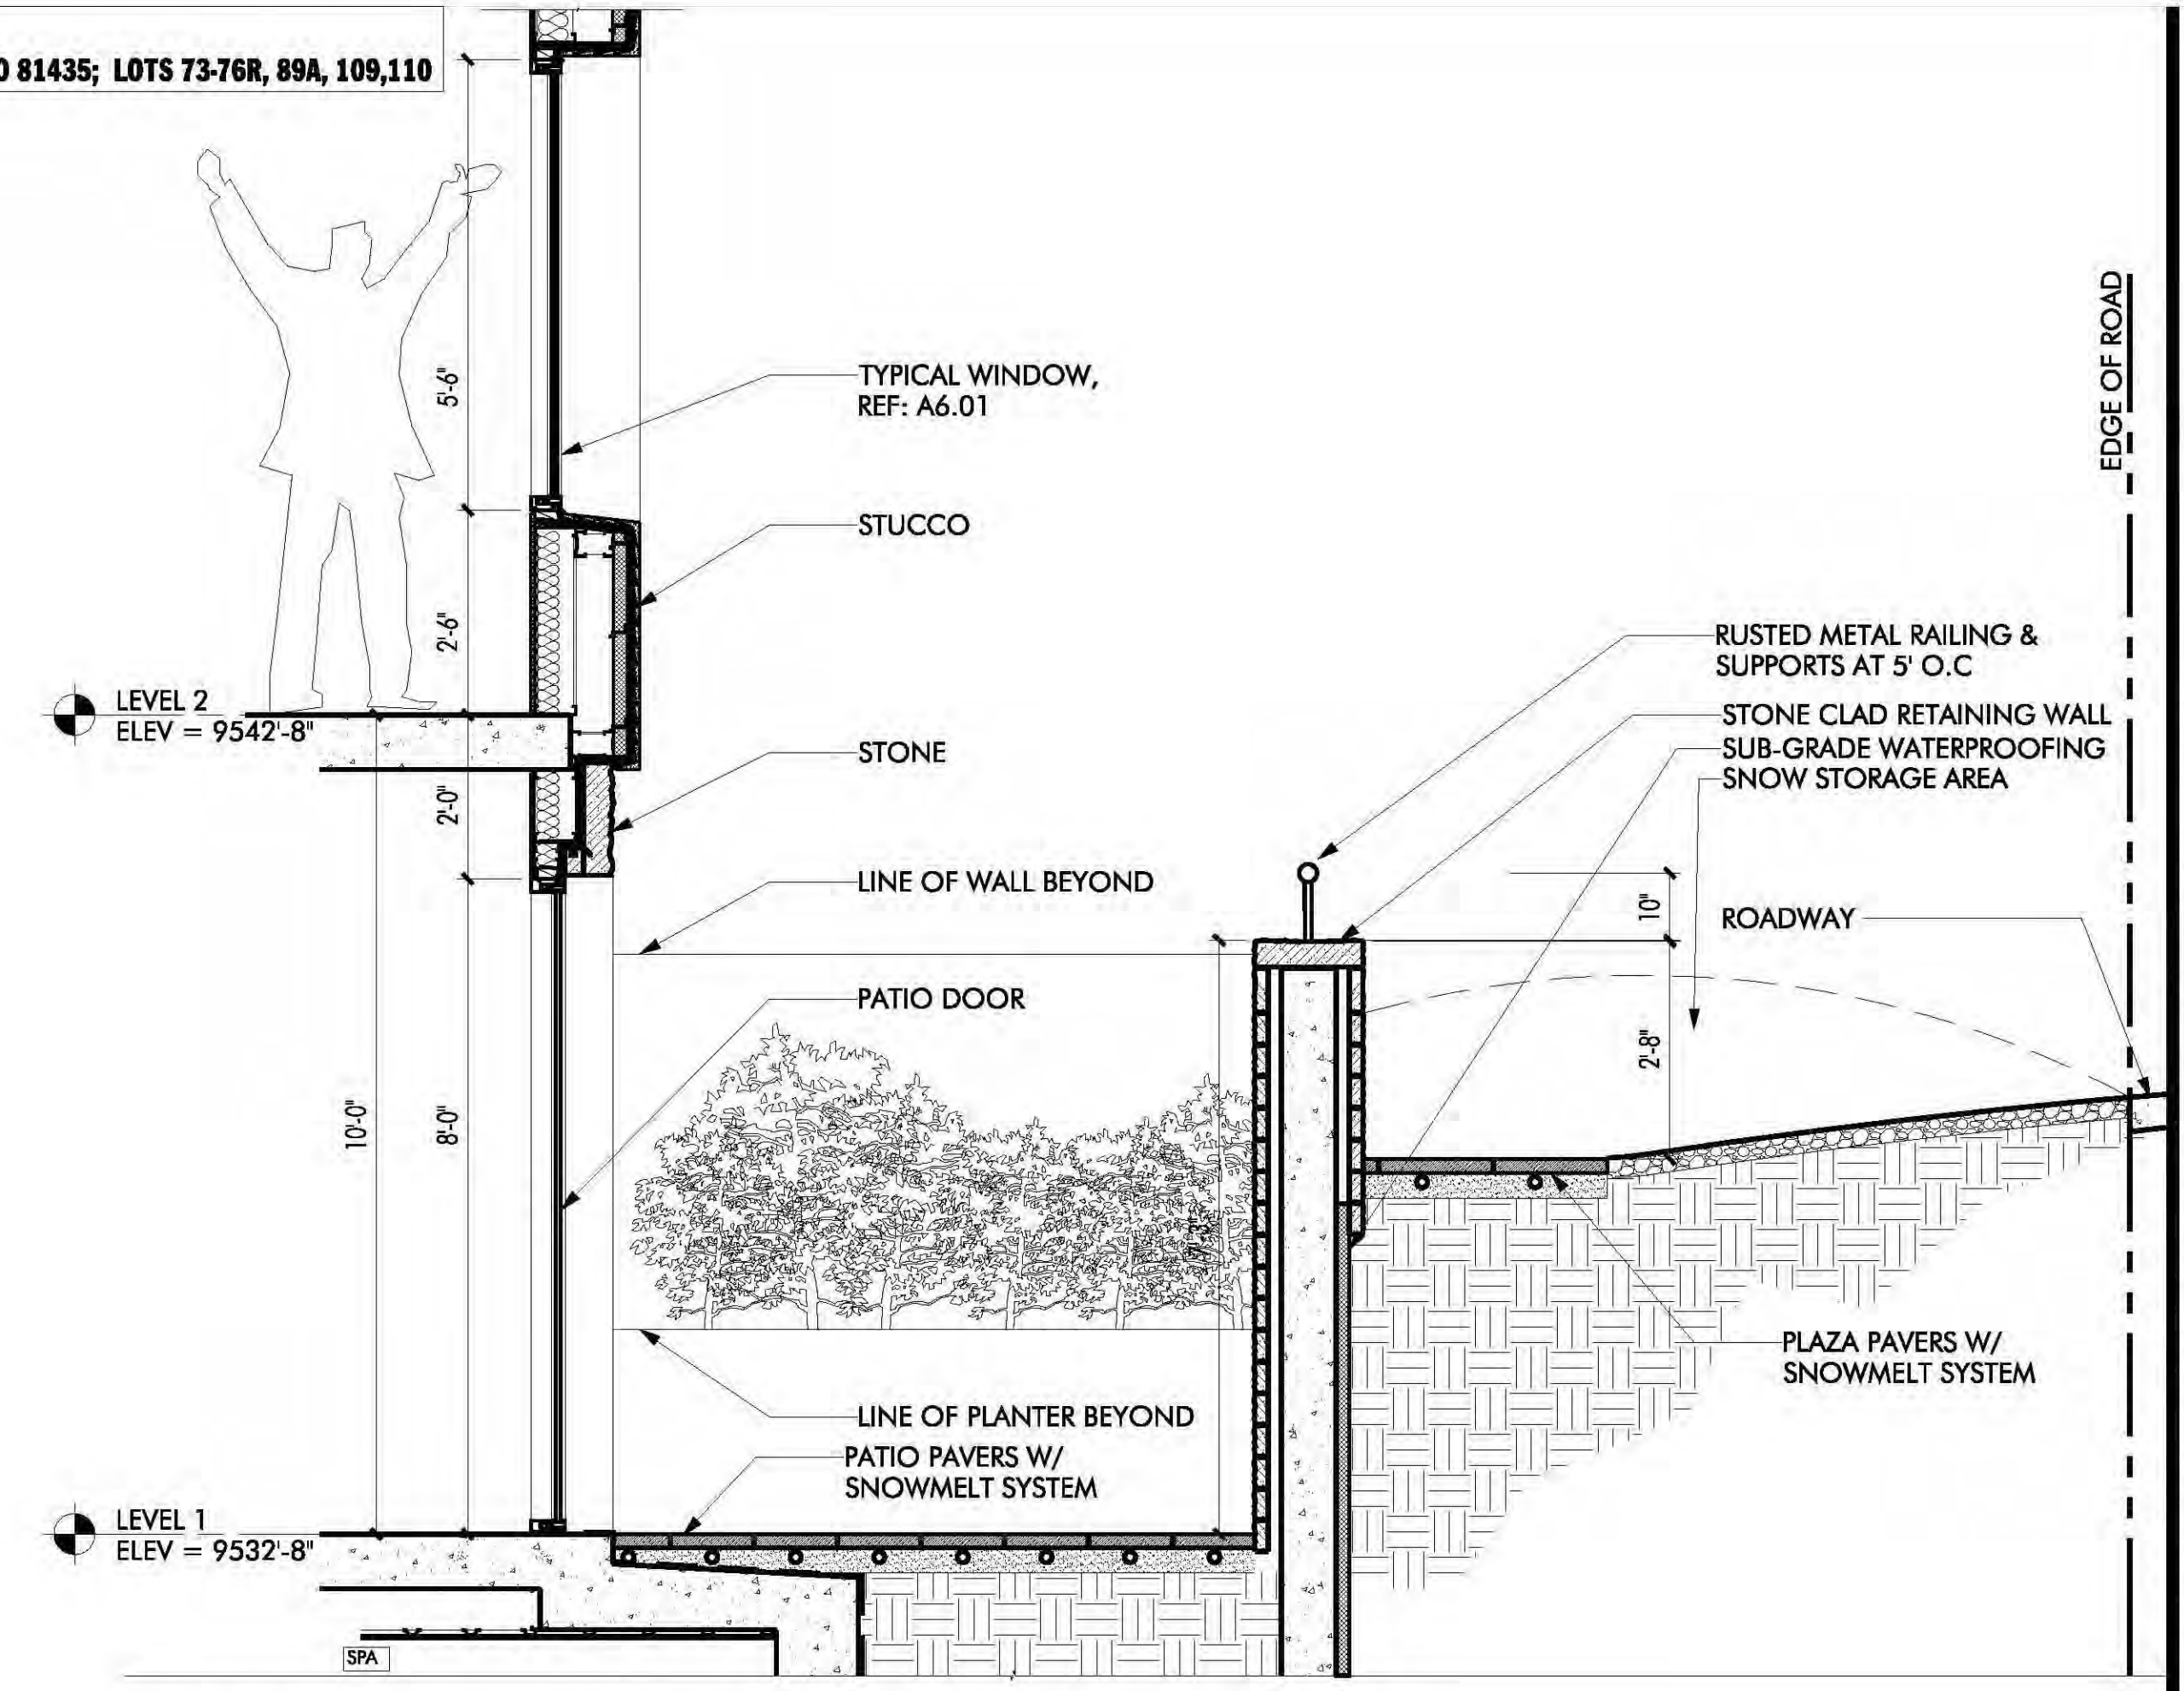 O 81435; LOTS 73-76R, 89A, 109,110
EDGE OF ROAD
5'-6"
TYPICAL WINDOW,
REF: A6.01
STUCCO
2'-6"
RUSTED METAL RAILING &
SUPPORTS AT 5' O.C
LEVEL 2
ELEV = 9542'-8"
STONE CLAD RETAINING WALL
SUB-GRADE WATERPROOFING
SNOW STORAGE AREA
STONE
2'-0"
LINE OF WALL BEYOND
10"
ROADWAY
PATIO DOOR
2'-8"
10'-0"
8'-0"
PLAZA PAVERS W/
SNOWMELT SYSTEM
LINE OF PLANTER BEYOND
PATIO PAVERS W/
SNOWMELT SYSTEM
LEVEL 1
ELEV = 9532'-8"
SPA